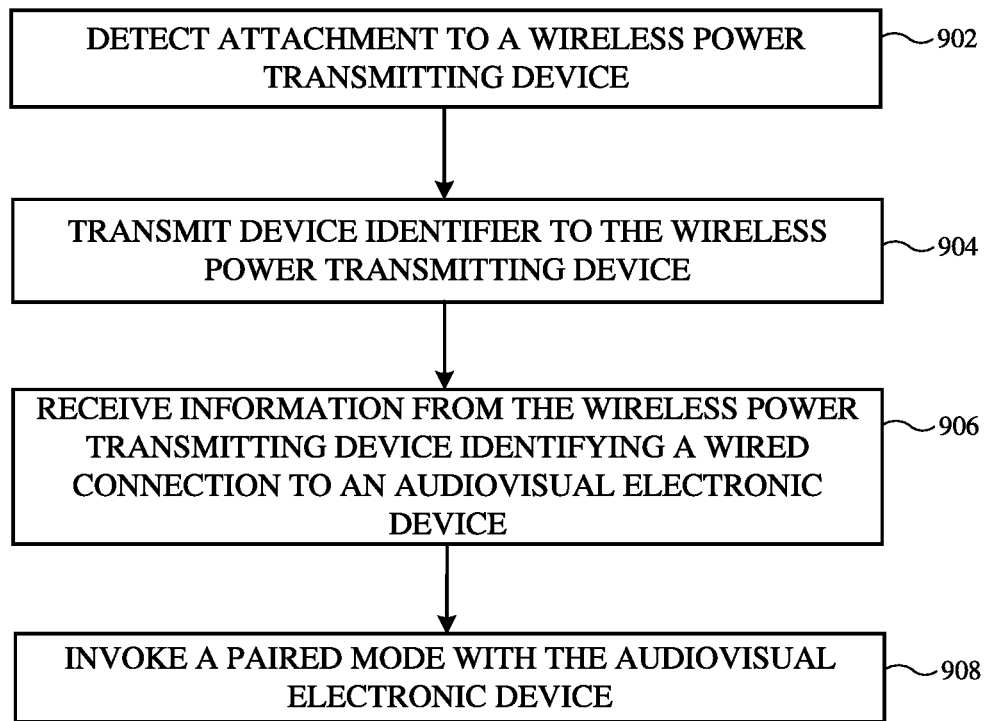 DETECT ATTACHMENT TO A WIRELESS POWER
TRANSMITTING DEVICE
902
TRANSMIT DEVICE IDENTIFIER TO THE WIRELESS
POWER TRANSMITTING DEVICE
904
RECEIVE INFORMATION FROM THE WIRELESS POWER
TRANSMITTING DEVICE IDENTIFYING A WIRED
CONNECTION TO AN AUDIOVISUAL ELECTRONIC
DEVICE
906
INVOKE A PAIRED MODE WITH THE AUDIOVISUAL
ELECTRONIC DEVICE
908